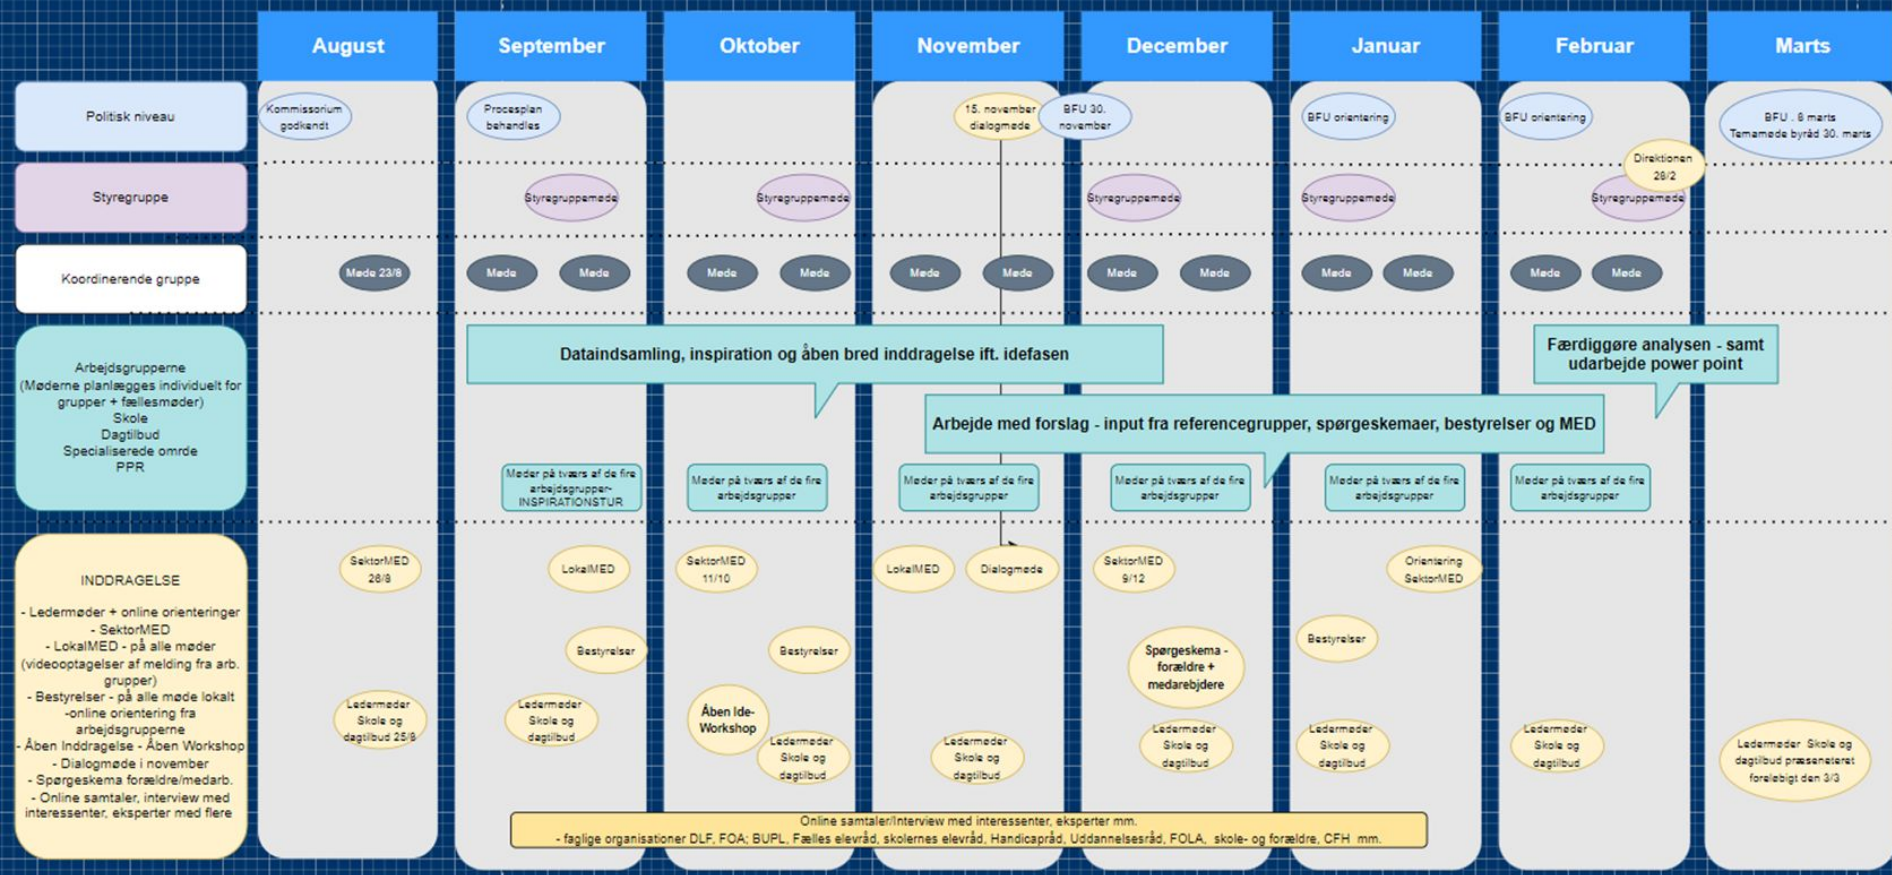 August
September
Oktober
November
December
Januar
Februar
Marts
Politisk niveau
Kommissorium
godkendt
Procesplan
behandles
15. november
dialogmøde
BFU 30.
november
BFU orientering
BFU orientering
BFU . 6 marts
Temamøde byråd 30. marts
Direktionen
28/2
Styregruppe
Styregruppemøde
Styregruppemøde
Styregruppemøde
Styregruppemøde
Styregruppemøde
Koordinerende gruppe
Møde 23/8
Møde
Møde
Møde
Møde
Møde
Møde
Møde
Møde
Møde
Møde
Møde
Møde
Arbejdsgrupperne
(Møderne planlægges individuelt for
grupper + fællesmøder)
Skole
Dagtilbud
Specialiserede omrde
PPR
Dataindsamling, inspiration og åben bred inddragelse ift. idefasen
Færdiggøre analysen - samt
udarbejde power point
Arbejde med forslag - input fra referencegrupper, spørgeskemaer, bestyrelser og MED
Møder på tværs af de fire
arbejdsgrupper-
INSPIRATIONSTUR
Møder på tværs af de fire
arbejdsgrupper
Møder på tværs af de fire
arbejdsgrupper
Møder på tværs af de fire
arbejdsgrupper
Møder på tværs af de fire
arbejdsgrupper
Møder på tværs af de fire
arbejdsgrupper
INDDRAGELSE
- Ledermøder + online orienteringer
- SektorMED
- LokalMED - på alle møder
(videooptagelser af melding fra arb.
grupper)
- Bestyrelser - på alle møde lokalt
-online orientering fra
arbejdsgrupperne
- Åben Inddragelse - Åben Workshop
- Dialogmøde i november
- Spørgeskema forældre/medarb.
- Online samtaler, interview med
interessenter, eksperter med flere
SektorMED
26/8
LokalMED
SektorMED
11/10
LokalMED
Dialogmøde
SektorMED
9/12
Orientering
SektorMED
Bestyrelser
Bestyrelser
Spørgeskema -
forældre +
medarebjdere
Bestyrelser
Ledermøder
Skole og
dagtilbud 25/8
Ledermøder
Skole og
dagtilbud
Åben Ide-
Workshop
Ledermøder
Skole og
dagtilbud
Ledermøder
Skole og
dagtilbud
Ledermøder
Skole og
dagtilbud
Ledermøder
Skole og
dagtilbud
Ledermøder
Skole og
dagtilbud
Ledermøder Skole og
dagtilbud præseneteret
foreløbigt den 3/3
Online samtaler/Interview med interessenter, eksperter mm.
- faglige organisationer DLF, FOA; BUPL, Fælles elevråd, skolernes elevråd, Handicapråd, Uddannelsesråd, FOLA, skole- og forældre, CFH mm.